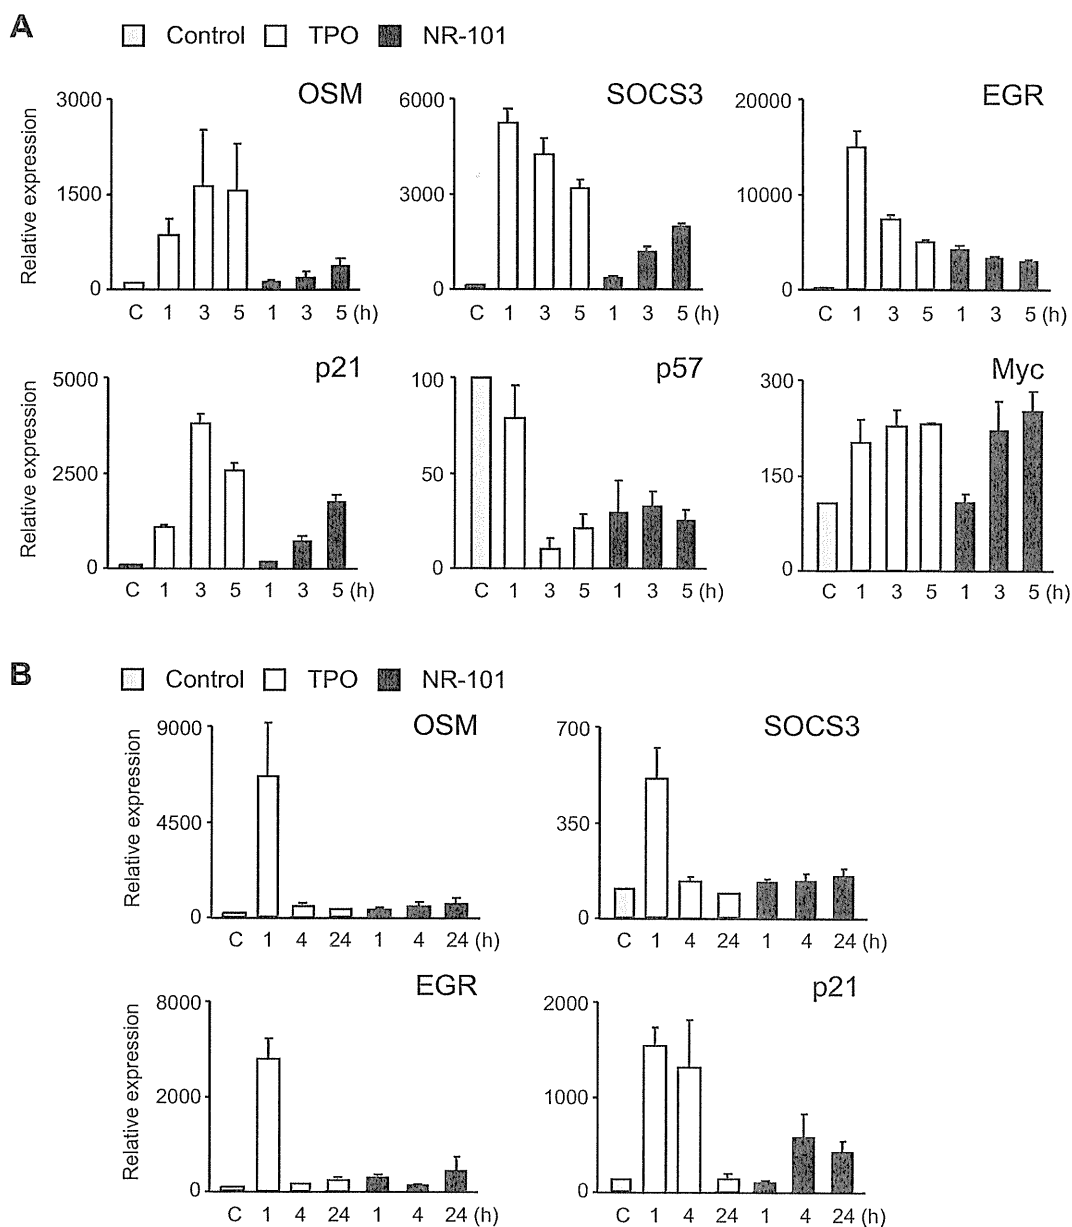 A
Control TPO NR-101
OSM SOCS3 EGR
Relative expression
3000
1500
0
C 1 3 5 1 3 5 (h)
6000
3000
0
C 1 3 5 1 3 5 (h)
20000
10000
0
C 1 3 5 1 3 5 (h)
p21 p57 Myc
Relative expression
5000
2500
0
C 1 3 5 1 3 5 (h)
100
50
0
C 1 3 5 1 3 5 (h)
300
150
0
C 1 3 5 1 3 5 (h)
B
Control TPO NR-101
OSM SOCS3
Relative expression
9000
4500
0
C 1 4 24 1 4 24 (h)
700
350
0
C 1 4 24 1 4 24 (h)
EGR p21
Relative expression
8000
2000
0
C 1 4 24 1 4 24 (h)
2000
1000
0
C 1 4 24 1 4 24 (h)